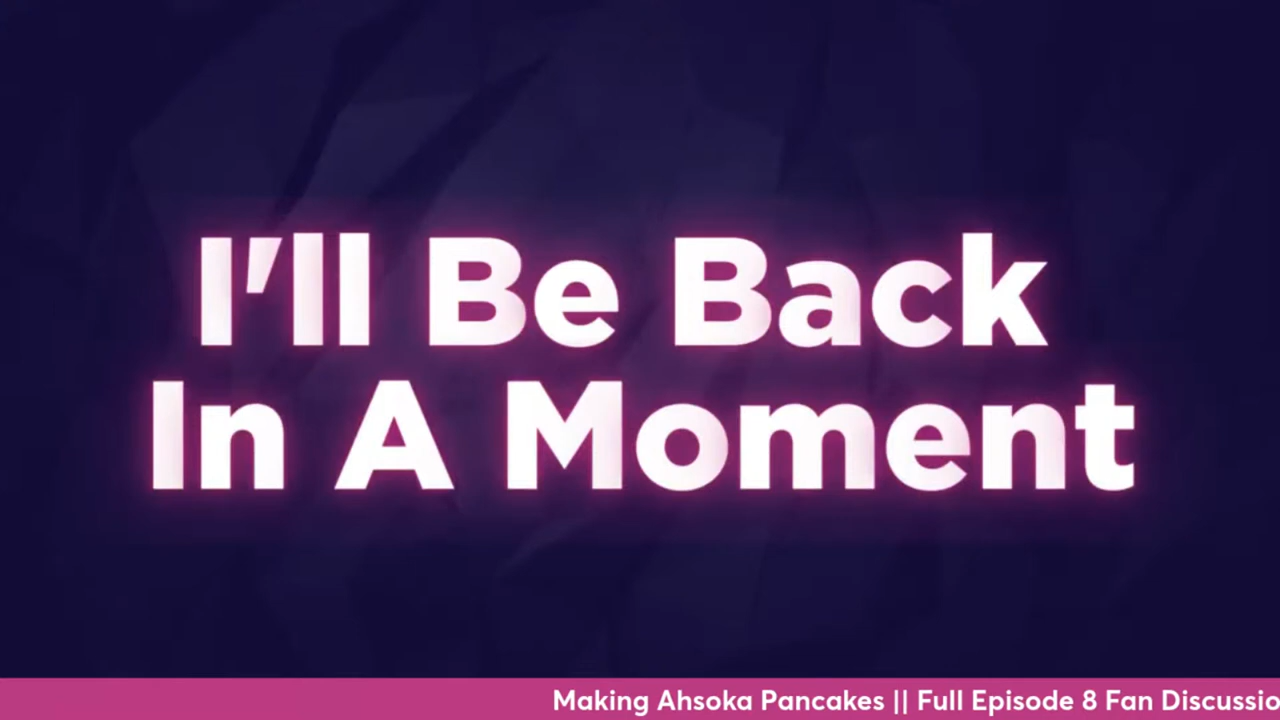 I'll Be Back
In A Moment
Making Ahsoka Pancakes || Full Episode 8 Fan Discussio